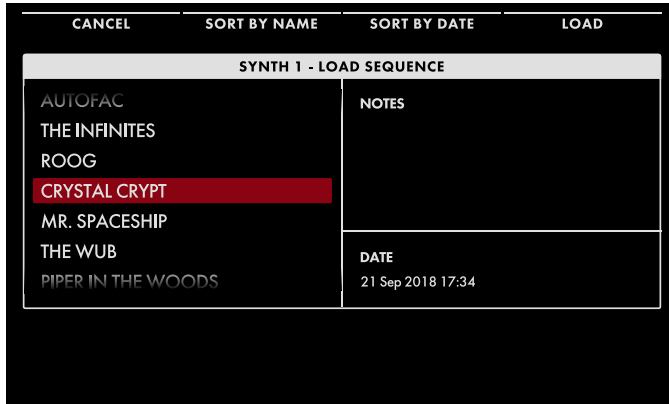 CANCEL SORT BY NAME SORT BY DATE LOAD
SYNTH 1 - LOAD SEQUENCE
AUTOFAC
THE INFINITES
ROOG
CRYSTAL CRYPT
MR. SPACESHIP
THE WUB
PIPER IN THE WOODS
NOTES
DATE
21 Sep 2018 17:34